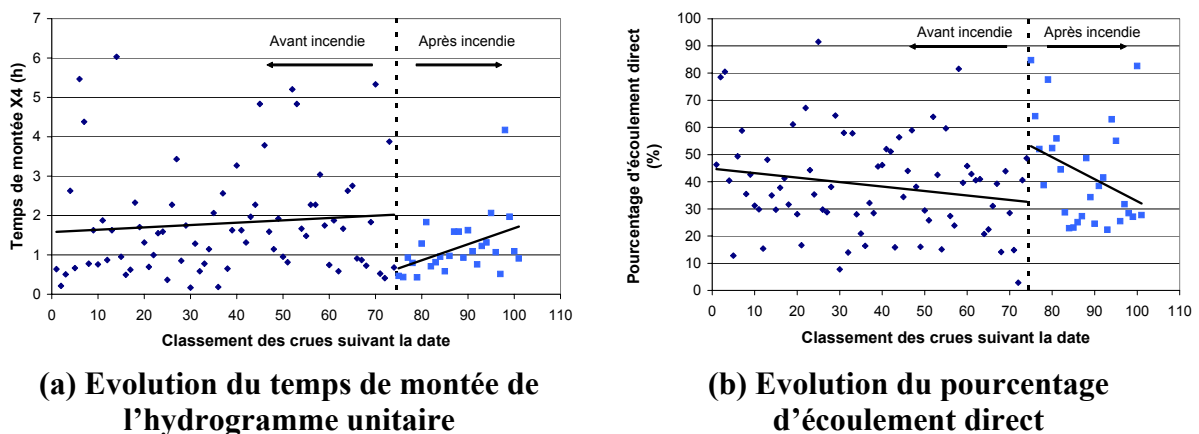 7
6
5
4
3
2
1
0
Temps de montée X4 (h)
Avant incendie
Après incendie
0 10 20 30 40 50 60 70 80 90 100 110
Classement des crues suivant la date
(a) Evolution du temps de montée de
l'hydrogramme unitaire
100
90
80
70
60
50
40
30
20
10
0
Pourcentage d'écoulement direct
(%)
Avant incendie
Après incendie
0 10 20 30 40 50 60 70 80 90 100 110
Classement des crues suivant la date
(b) Evolution du pourcentage
d'écoulement direct